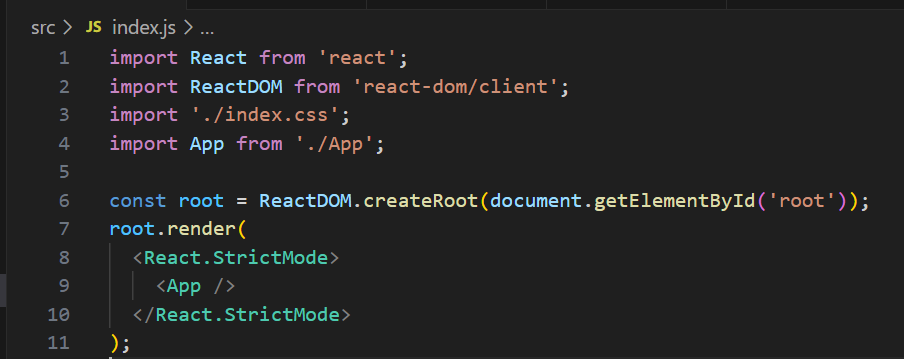 src > JS index.js > ...
1 import React from 'react';
2 import ReactDOM from 'react-dom/client';
3 import './index.css';
4 import App from './App';
5
6 const root = ReactDOM.createRoot(document.getElementById('root'));
7 root.render(
8   <React.StrictMode>
9     <App />
10   </React.StrictMode>
11 );